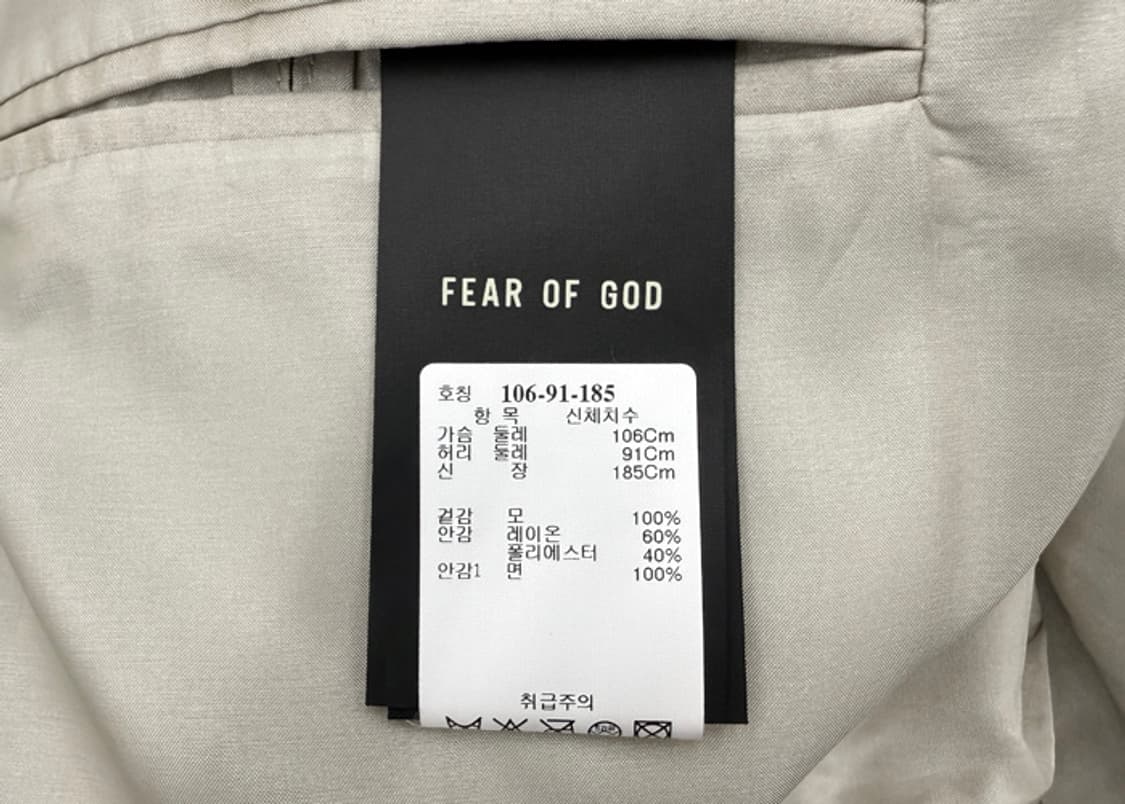 FEAR OF GOD
호칭 106-91-185
항 목 신체치수
가슴 둘레 106Cm
허리 둘레 91Cm
신 장 185Cm
겉감 모 100%
안감 레이온 60%
폴리에스터 40%
안감1 면 100%
취급주의